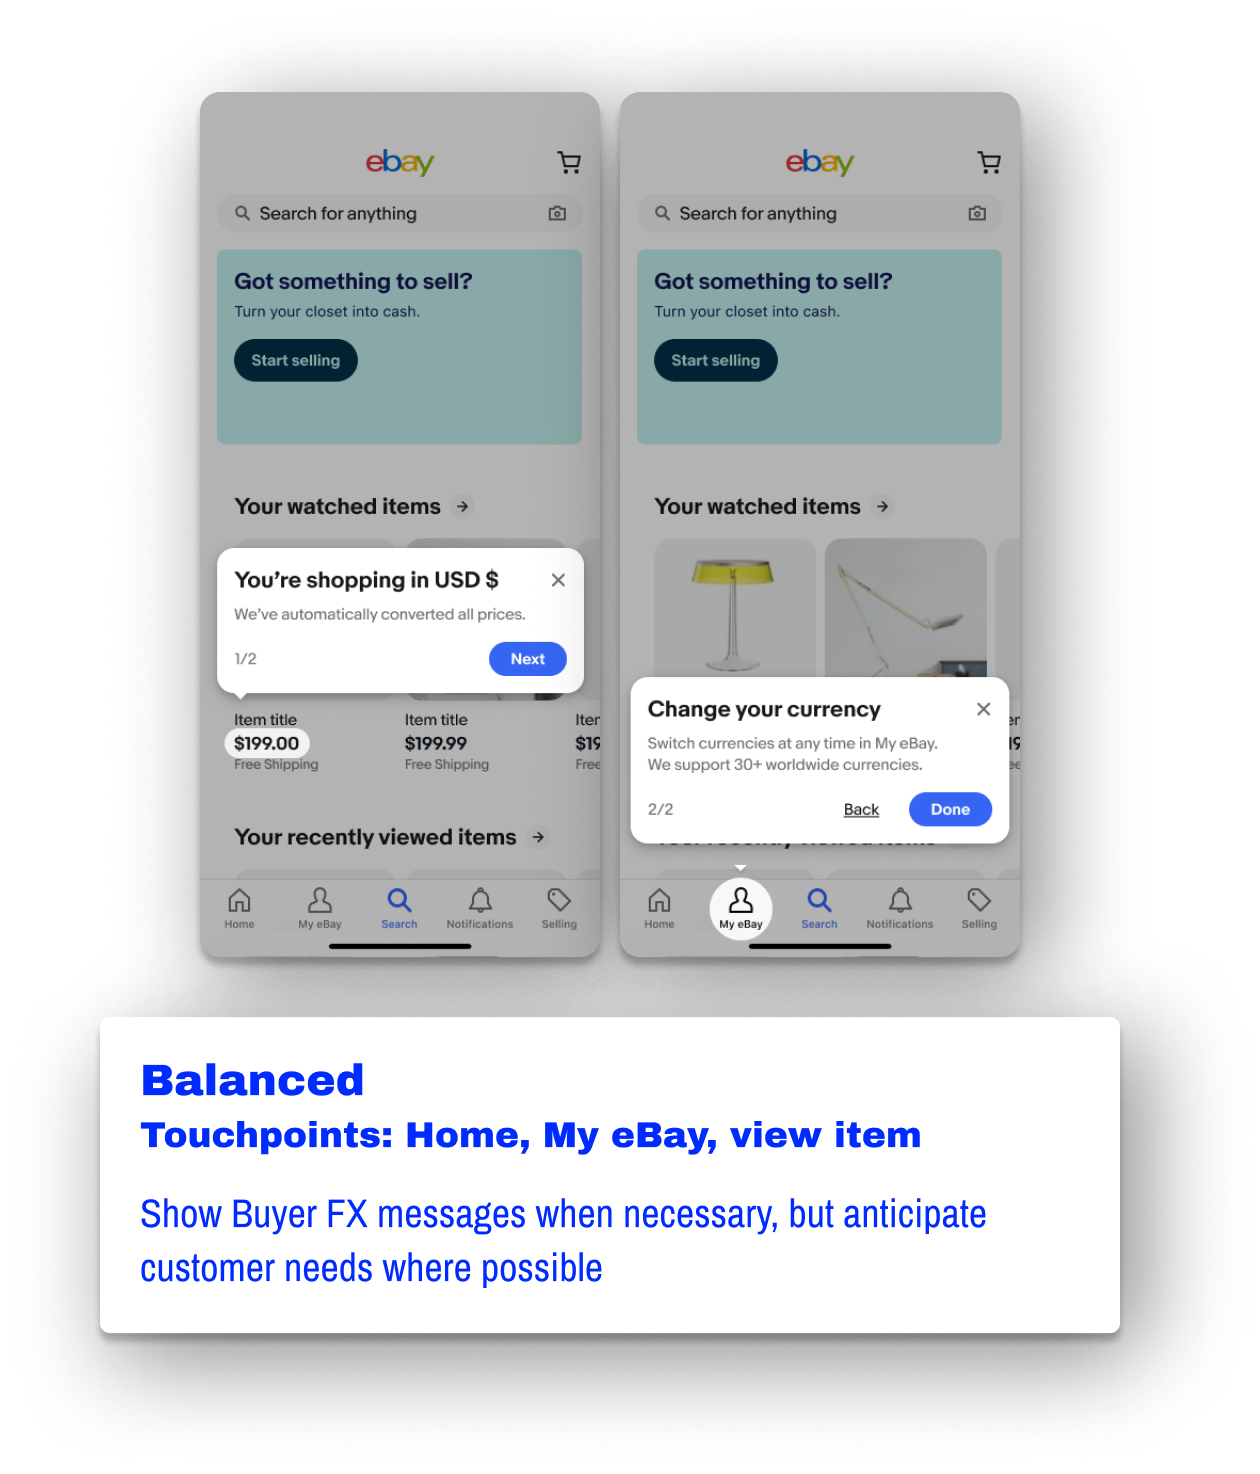 ebay
Search for anything
Got something to sell?
Turn your closet into cash.
Start selling
Your watched items
You're shopping in USD $
We've automatically converted all prices.
1/2
Next
Item title
$199.00
Free Shipping
Item title
$199.99
Free Shipping
Iter
$19
Free
Your recently viewed items
Home
My eBay
Search
Notifications
Selling
ebay
Search for anything
Got something to sell?
Turn your closet into cash.
Start selling
Your watched items
Change your currency
Switch currencies at any time in My eBay.
We support 30+ worldwide currencies.
2/2
Back
Done
Home
My eBay
Search
Notifications
Selling
Balanced
Touchpoints: Home, My eBay, view item
Show Buyer FX messages when necessary, but anticipate
customer needs where possible